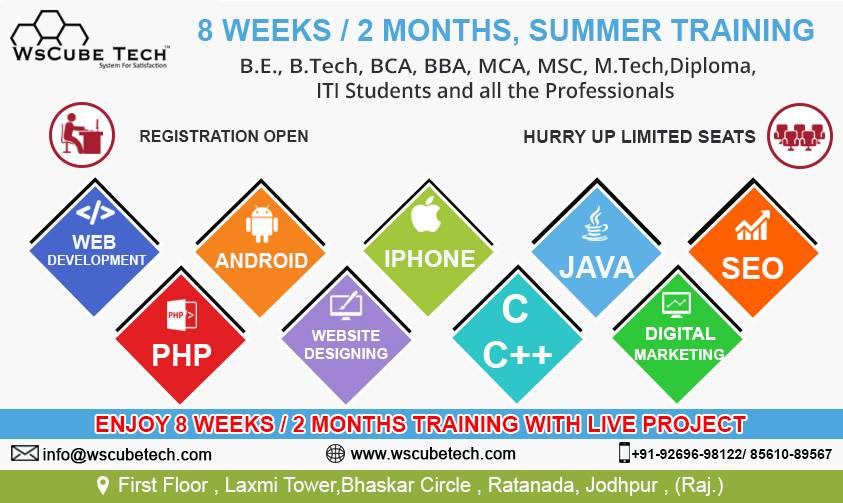 WsCube Tech™
System For Satisfaction
8 WEEKS / 2 MONTHS, SUMMER TRAINING
B.E., B.Tech, BCA, BBA, MCA, MSC, M.Tech,Diploma,
ITI Students and all the Professionals
REGISTRATION OPEN
HURRY UP LIMITED SEATS
</>
WEB
DEVELOPMENT
ANDROID
IPHONE
JAVA
SEO
PHP
PHP
WEBSITE
DESIGNING
C
C++
DIGITAL
MARKETING
ENJOY 8 WEEKS / 2 MONTHS TRAINING WITH LIVE PROJECT
info@wscubetech.com
www.wscubetech.com
+91-92696-98122/ 85610-89567
First Floor , Laxmi Tower,Bhaskar Circle , Ratanada, Jodhpur , (Raj.)